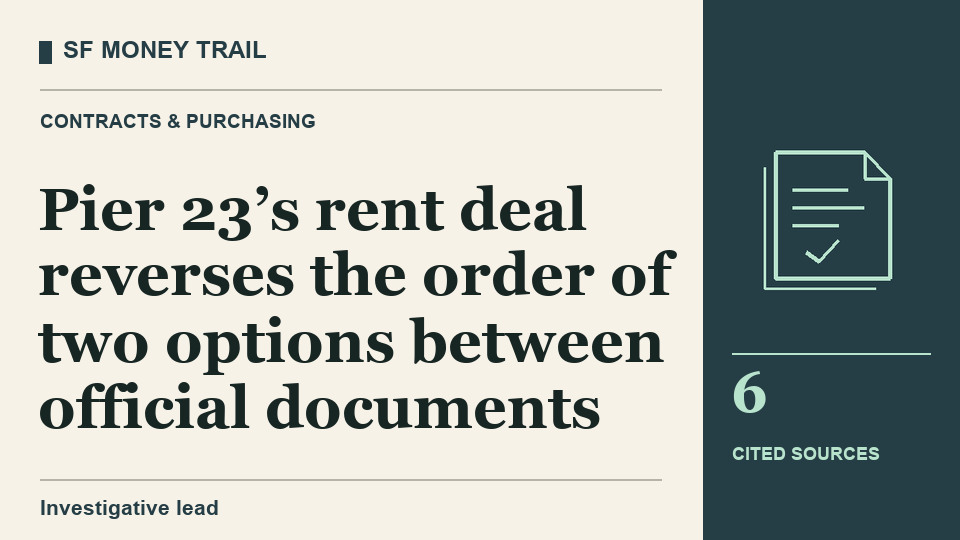 SF MONEY TRAIL
CONTRACTS & PURCHASING
Pier 23’s rent deal
reverses the order of
two options between
official documents
Investigative lead
6
CITED SOURCES